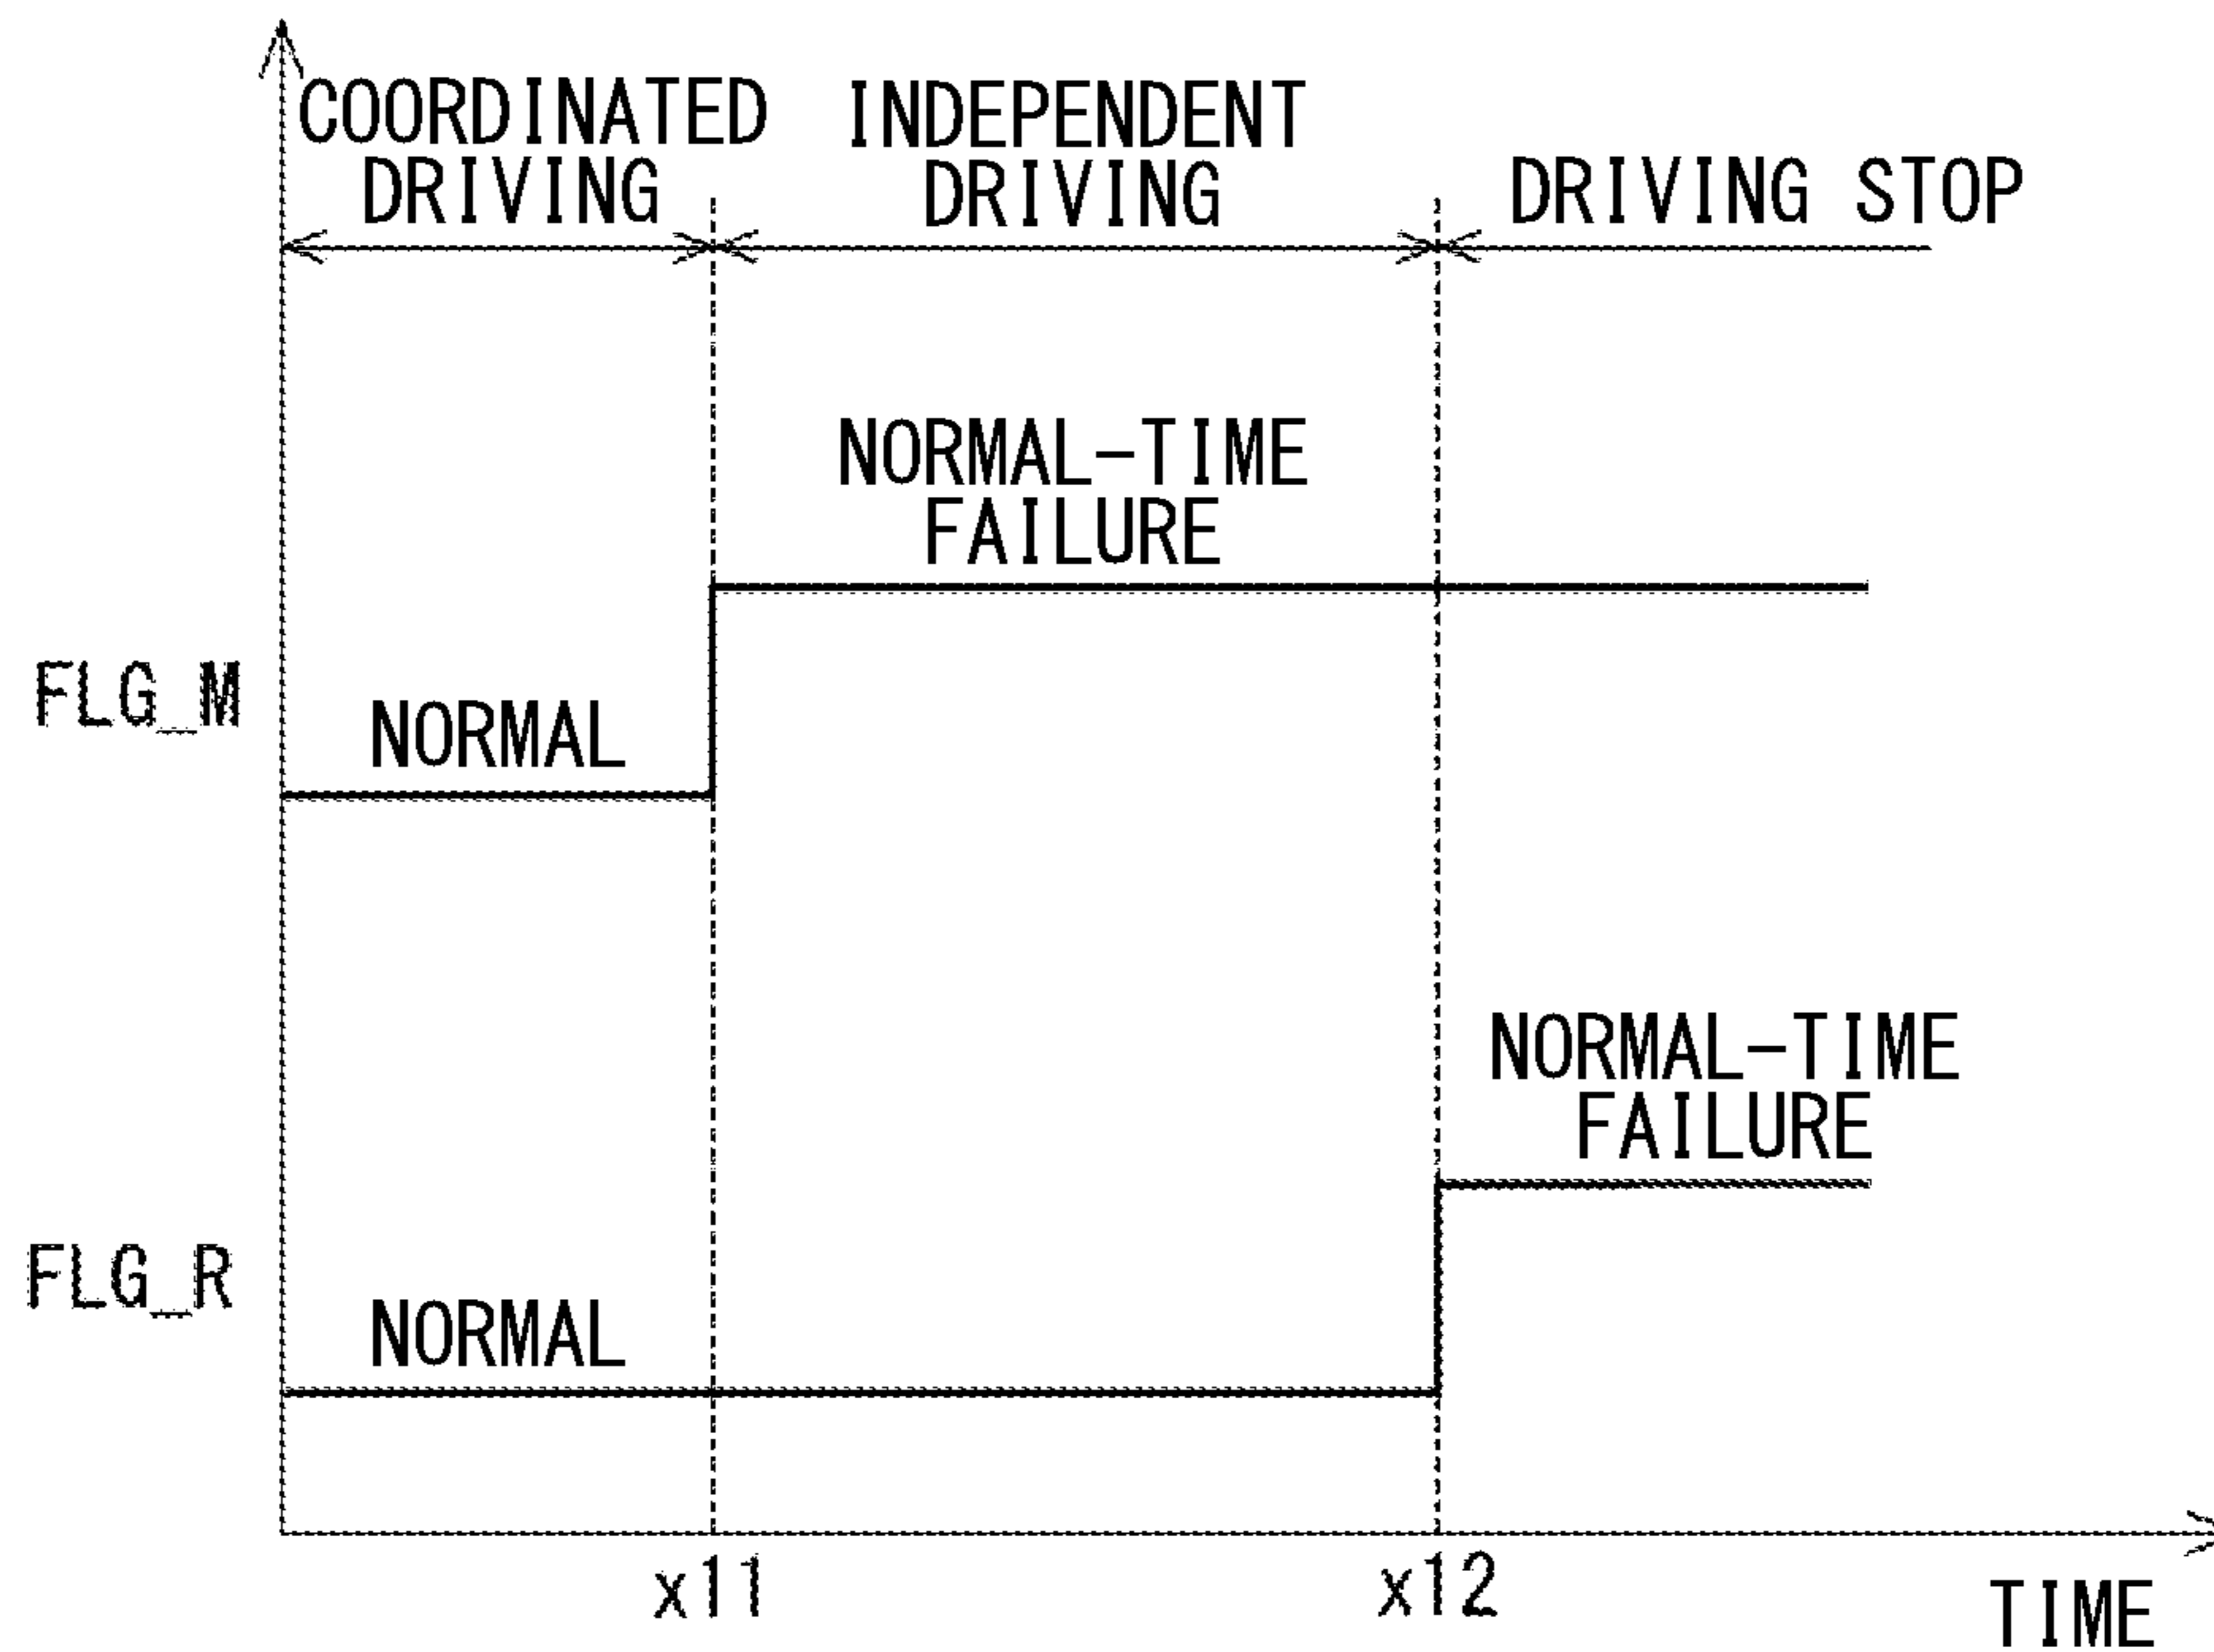 COORDINATED
DRIVING
INDEPENDENT
DRIVING
DRIVING STOP
NORMAL-TIME
FAILURE
FLG_M
NORMAL
NORMAL-TIME
FAILURE
FLG_R
NORMAL
x11
x12
TIME